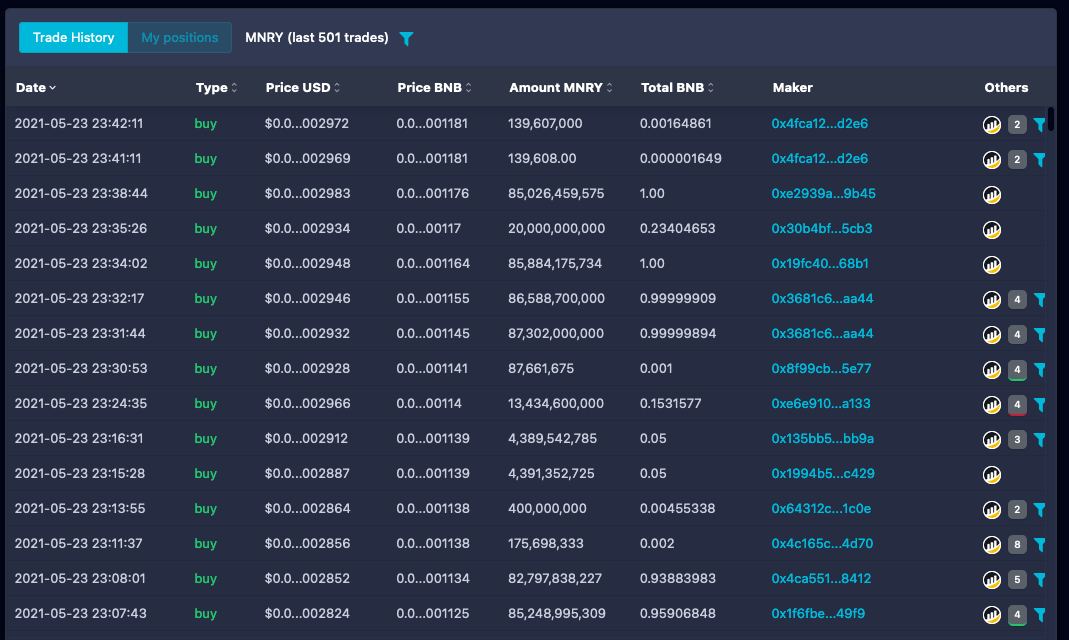 Trade History My positions MNRY (last 501 trades)
Date Type Price USD Price BNB Amount MNRY Total BNB Maker Others
2021-05-23 23:42:11 buy $0.0...002972 0.0...001181 139,607,000 0.00164861 0x4fca12...d2e6 2
2021-05-23 23:41:11 buy $0.0...002969 0.0...001181 139,608.00 0.000001649 0x4fca12...d2e6 2
2021-05-23 23:38:44 buy $0.0...002983 0.0...001176 85,026,459,575 1.00 0xe2939a...9b45
2021-05-23 23:35:26 buy $0.0...002934 0.0...00117 20,000,000,000 0.23404653 0x30b4bf...5cb3
2021-05-23 23:34:02 buy $0.0...002948 0.0...001164 85,884,175,734 1.00 0x19fc40...68b1
2021-05-23 23:32:17 buy $0.0...002946 0.0...001155 86,588,700,000 0.99999909 0x3681c6...aa44 4
2021-05-23 23:31:44 buy $0.0...002932 0.0...001145 87,302,000,000 0.99999894 0x3681c6...aa44 4
2021-05-23 23:30:53 buy $0.0...002928 0.0...001141 87,661,675 0.001 0x8f99cb...5e77 4
2021-05-23 23:24:35 buy $0.0...002966 0.0...00114 13,434,600,000 0.1531577 0xe6e910...a133 4
2021-05-23 23:16:31 buy $0.0...002912 0.0...001139 4,389,542,785 0.05 0x135bb5...bb9a 3
2021-05-23 23:15:28 buy $0.0...002887 0.0...001139 4,391,352,725 0.05 0x1994b5...c429
2021-05-23 23:13:55 buy $0.0...002864 0.0...001138 400,000,000 0.00455338 0x64312c...1c0e 2
2021-05-23 23:11:37 buy $0.0...002856 0.0...001138 175,698,333 0.002 0x4c165c...4d70 8
2021-05-23 23:08:01 buy $0.0...002852 0.0...001134 82,797,838,227 0.93883983 0x4ca551...8412 5
2021-05-23 23:07:43 buy $0.0...002824 0.0...001125 85,248,995,309 0.95906848 0x1f6fbe...49f9 4